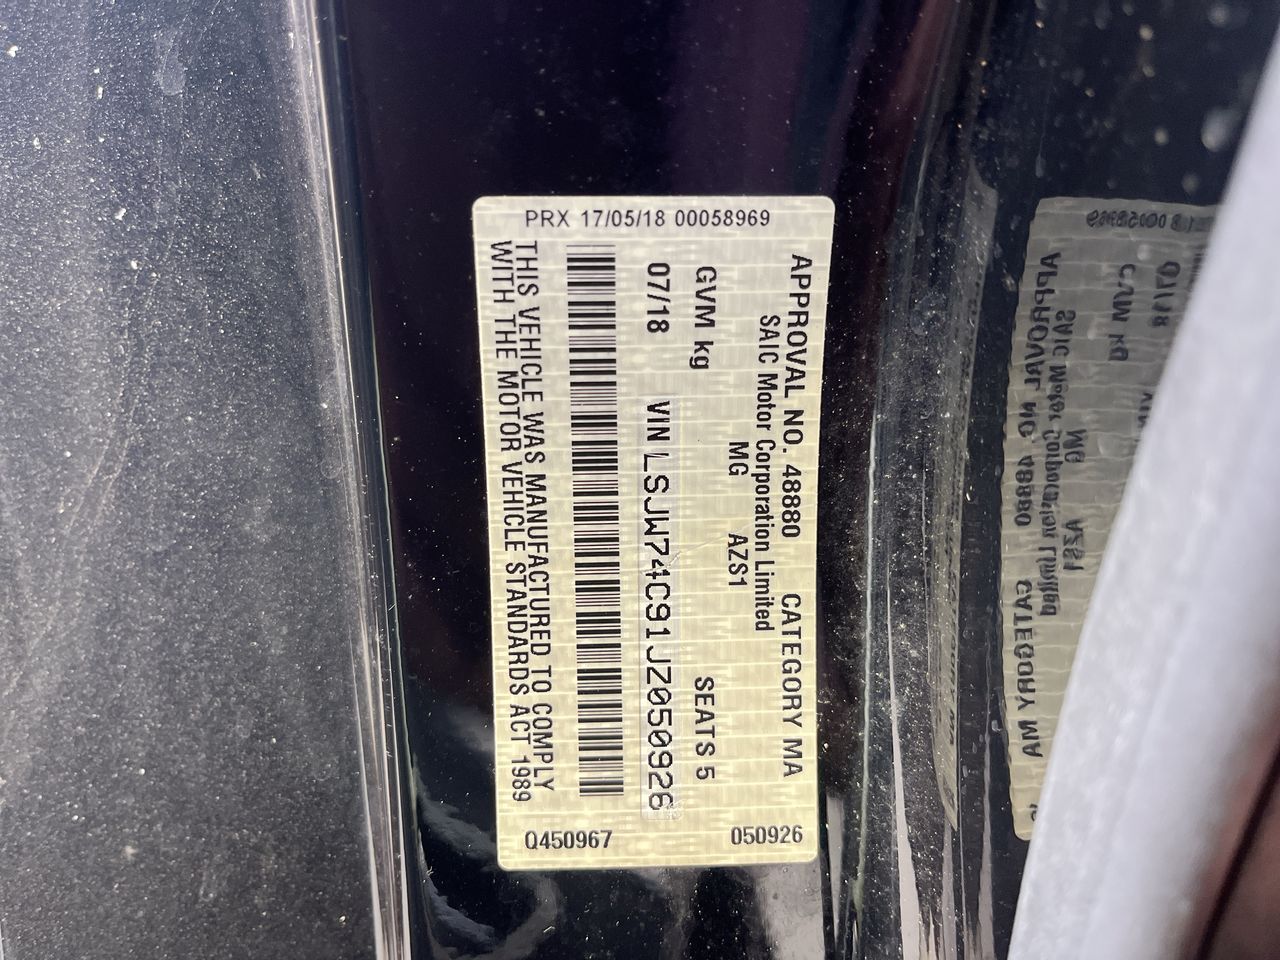 PRX 17/05/18 00058969
APPROVAL NO. 48880 CATEGORY MA
SAIC Motor Corporation Limited
MG AZS1
GVM kg SEATS 5
07/18 VIN LSJW74C91JZ050926
THIS VEHICLE WAS MANUFACTURED TO COMPLY
WITH THE MOTOR VEHICLE STANDARDS ACT 1989
Q450967 050926